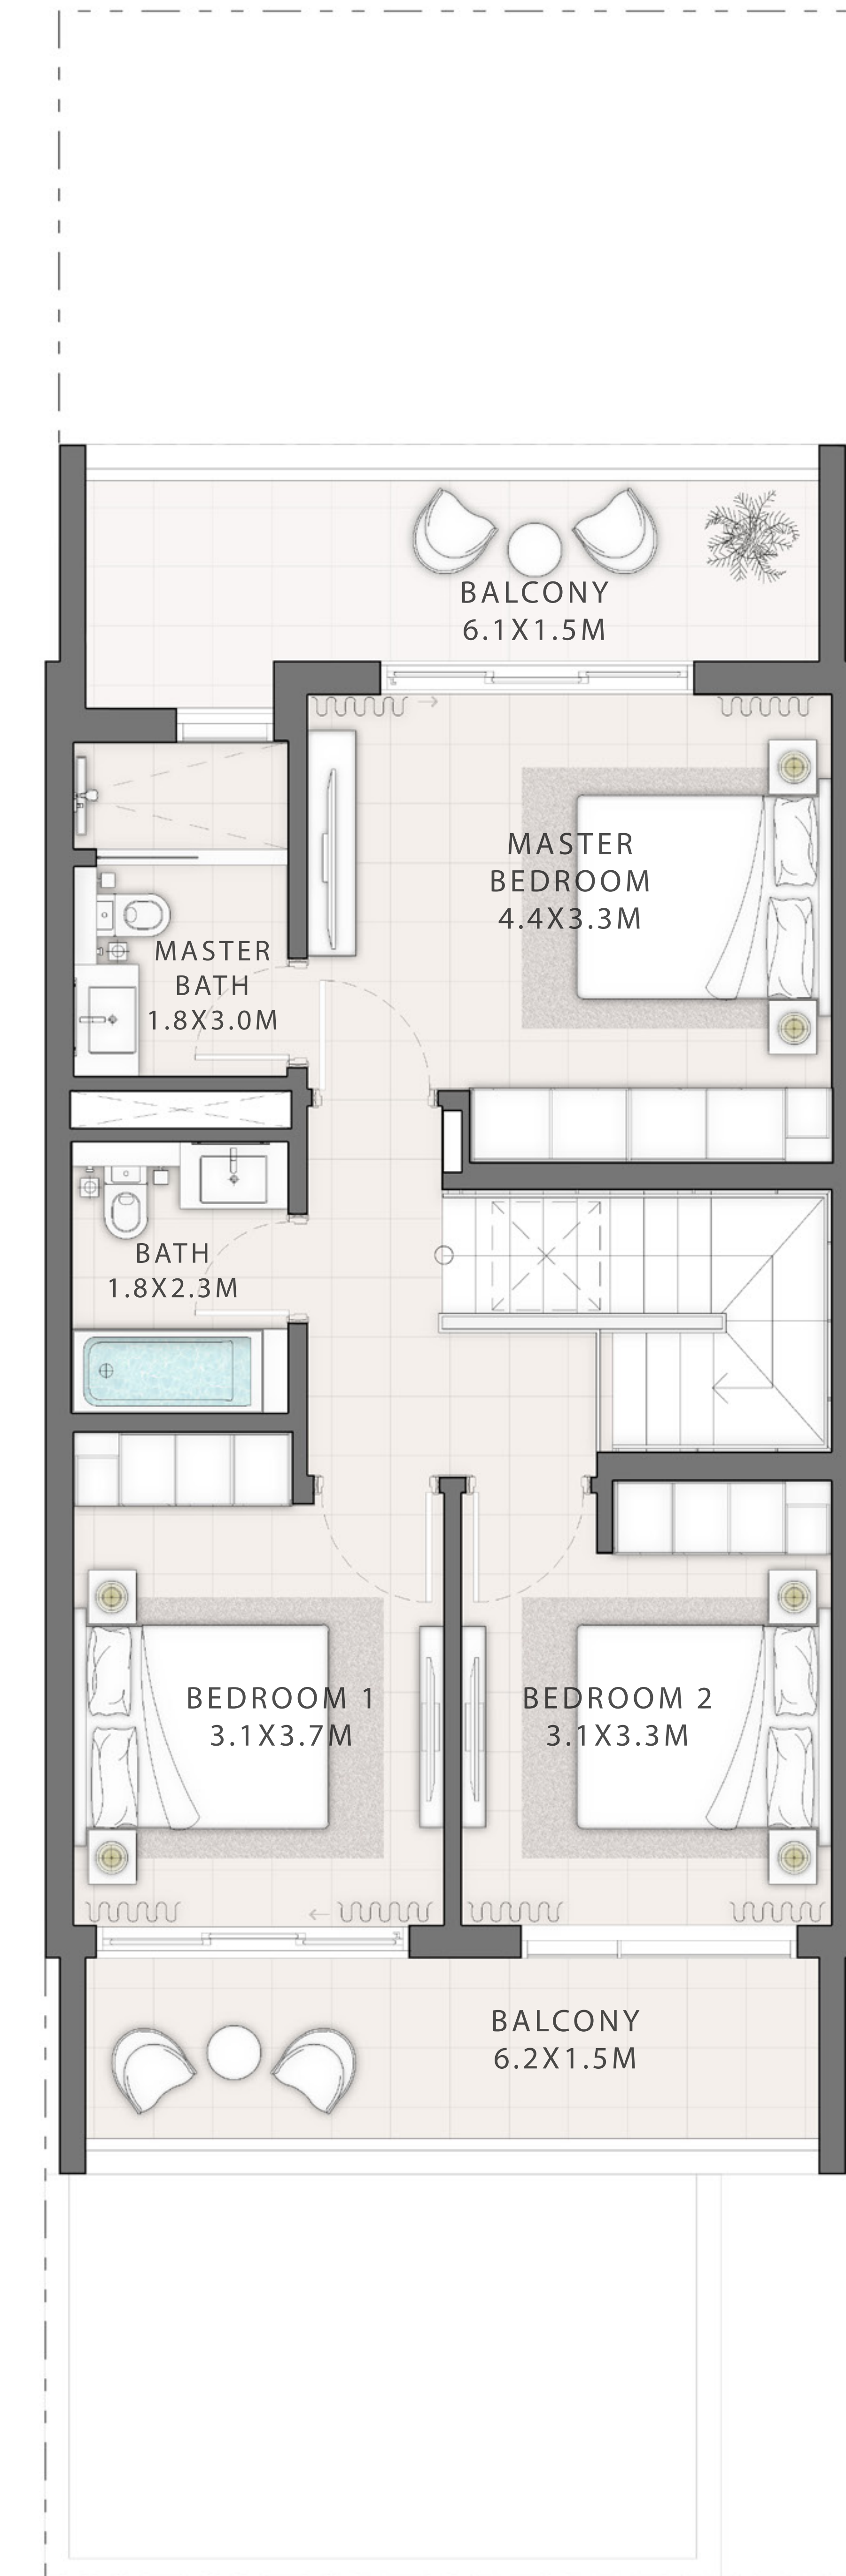 BALCONY
6.1X1.5M
MASTER
BEDROOM
4.4X3.3M
MASTER
BATH
1.8X3.0M
BATH
1.8X2.3M
BEDROOM 1
3.1X3.7M
BEDROOM 2
3.1X3.3M
BALCONY
6.2X1.5M